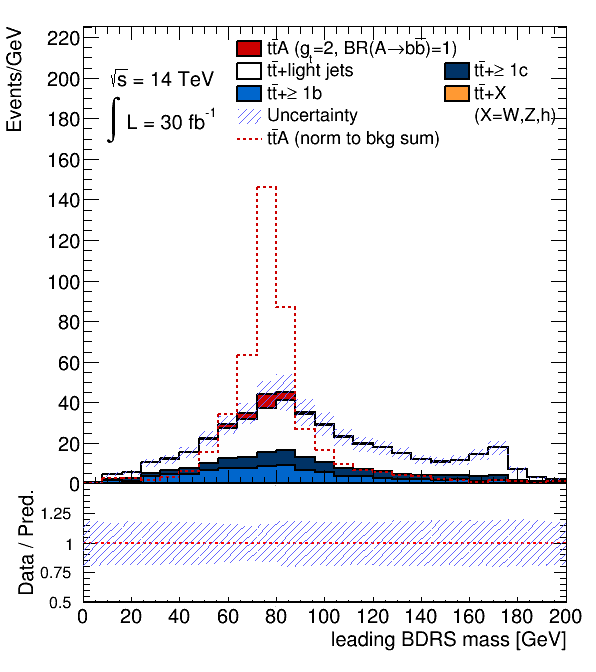 Events/GeV
220
200
180
160
140
120
100
80
60
40
20
0
√s = 14 TeV
∫ L = 30 fb⁻¹
tt̄A (gₜ=2, BR(A→bb̄)=1)
tt̄+light jets
tt̄+≥ 1c
tt̄+≥ 1b
tt̄+X
Uncertainty
(X=W,Z,h)
tt̄A (norm to bkg sum)
Data / Pred.
1.25
1
0.75
0.5
0 20 40 60 80 100 120 140 160 180 200
leading BDRS mass [GeV]